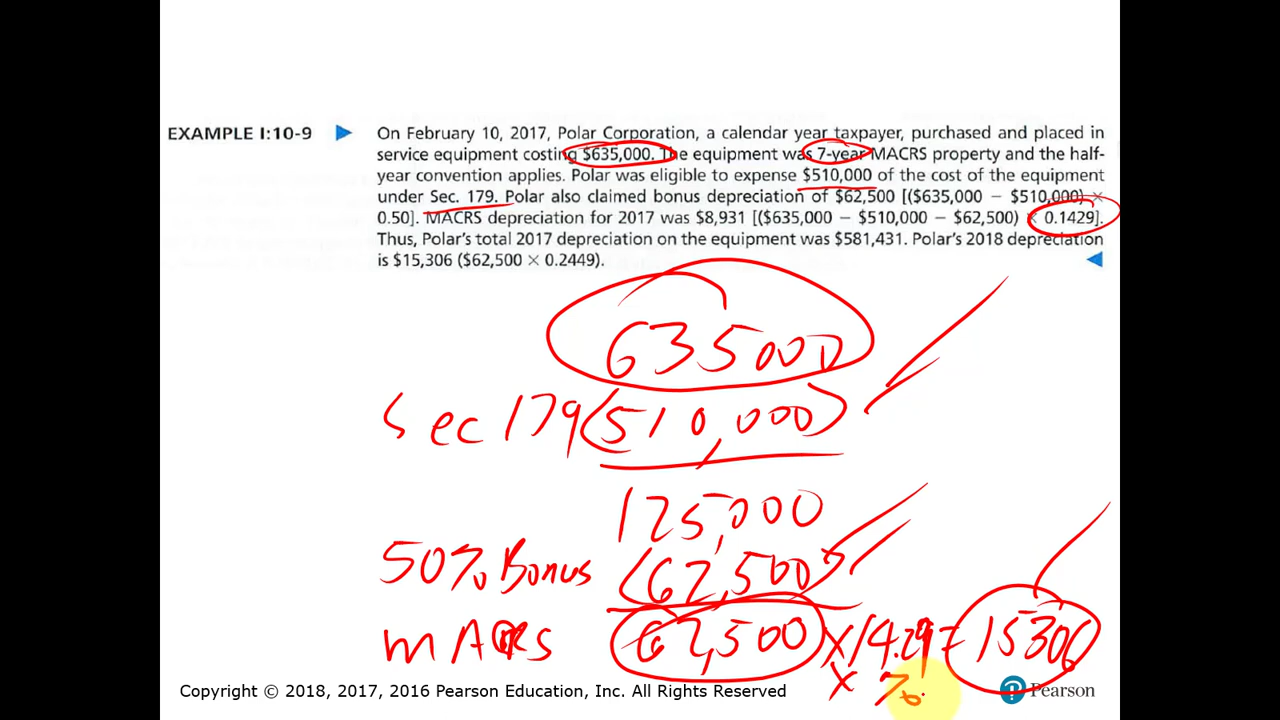 EXAMPLE I:10-9
On February 10, 2017, Polar Corporation, a calendar year taxpayer, purchased and placed in
service equipment costing $635,000. The equipment was 7-year MACRS property and the half-
year convention applies. Polar was eligible to expense $510,000 of the cost of the equipment
under Sec. 179. Polar also claimed bonus depreciation of $62,500 [($635,000 − $510,000) ×
0.50]. MACRS depreciation for 2017 was $8,931 [($635,000 − $510,000 − $62,500) × 0.1429].
Thus, Polar's total 2017 depreciation on the equipment was $581,431. Polar's 2018 depreciation
is $15,306 ($62,500 × 0.2449).
635000
Sec 179 (510,000)
125,000
50% Bonus (62,500)
MACRS 62,500 × 14.29 = 15306
× %
Copyright © 2018, 2017, 2016 Pearson Education, Inc. All Rights Reserved
Pearson